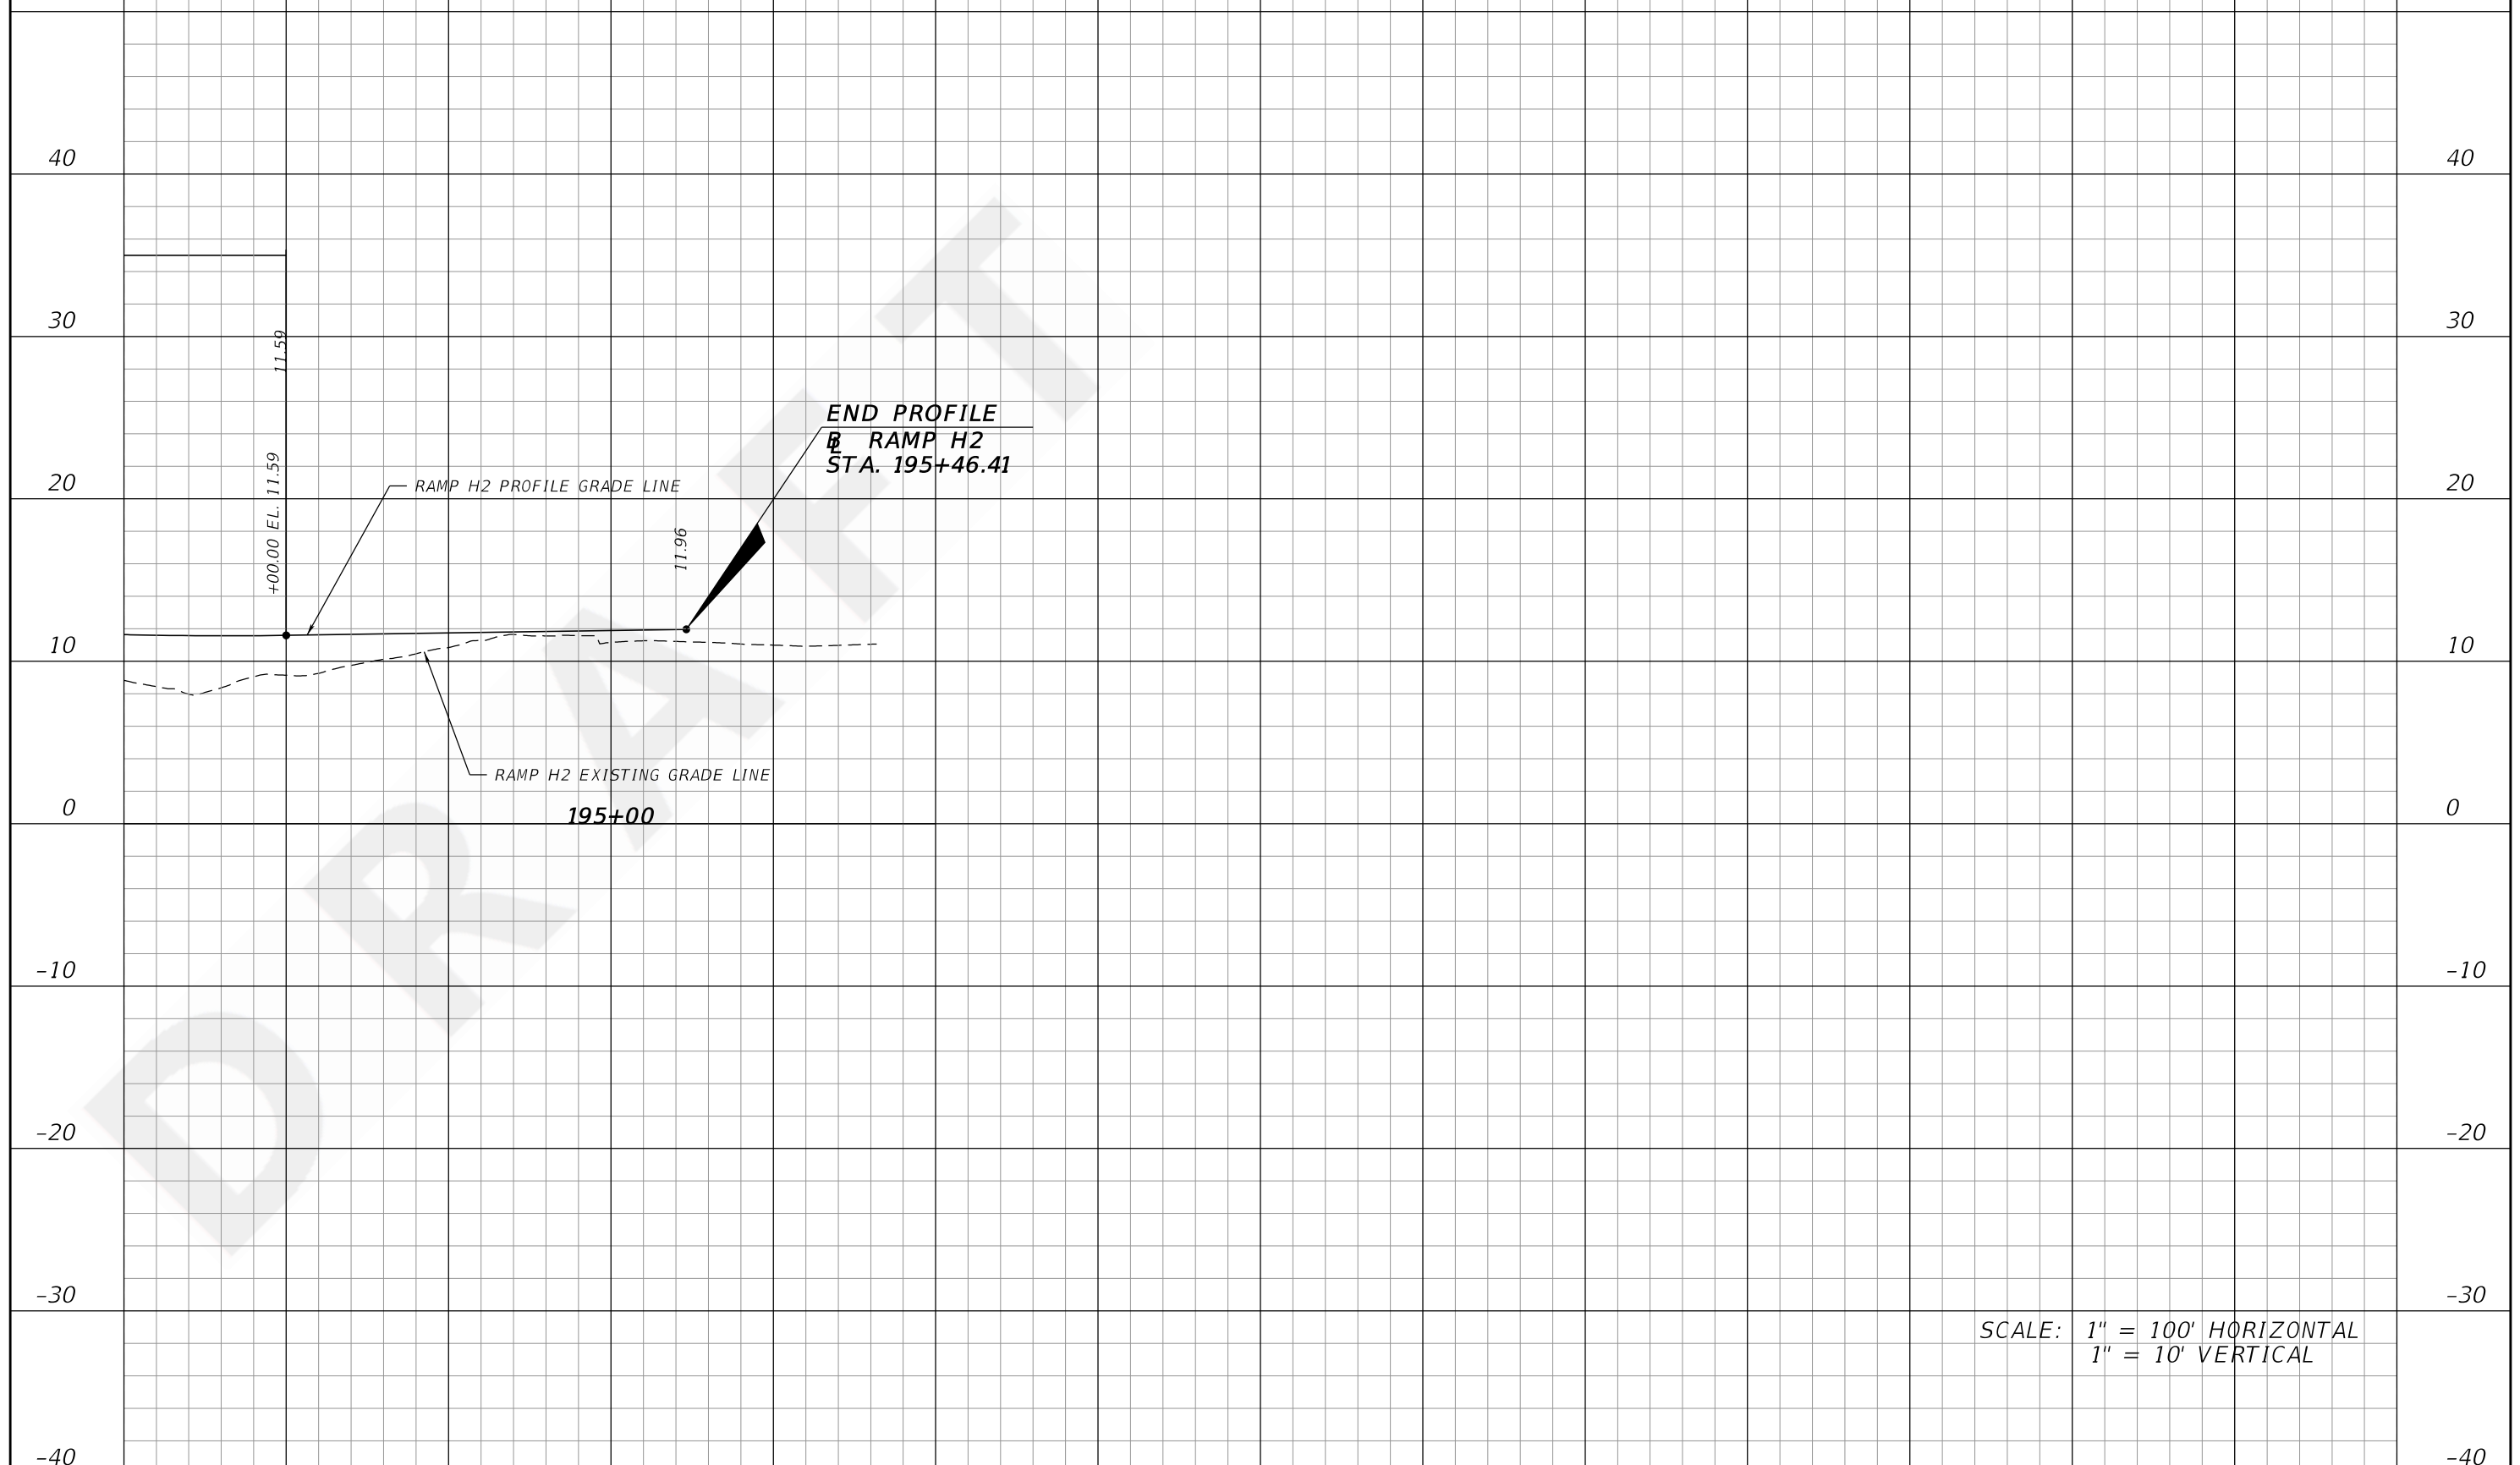 40
40
30
30
11.59
END PROFILE
BL RAMP H2
STA. 195+46.41
+00.00 EL. 11.59
20
RAMP H2 PROFILE GRADE LINE
20
11.96
10
10
RAMP H2 EXISTING GRADE LINE
195+00
0
0
-10
-10
-20
-20
-30
-30
SCALE: 1" = 100' HORIZONTAL
1" = 10' VERTICAL
-40
-40
DRAFT